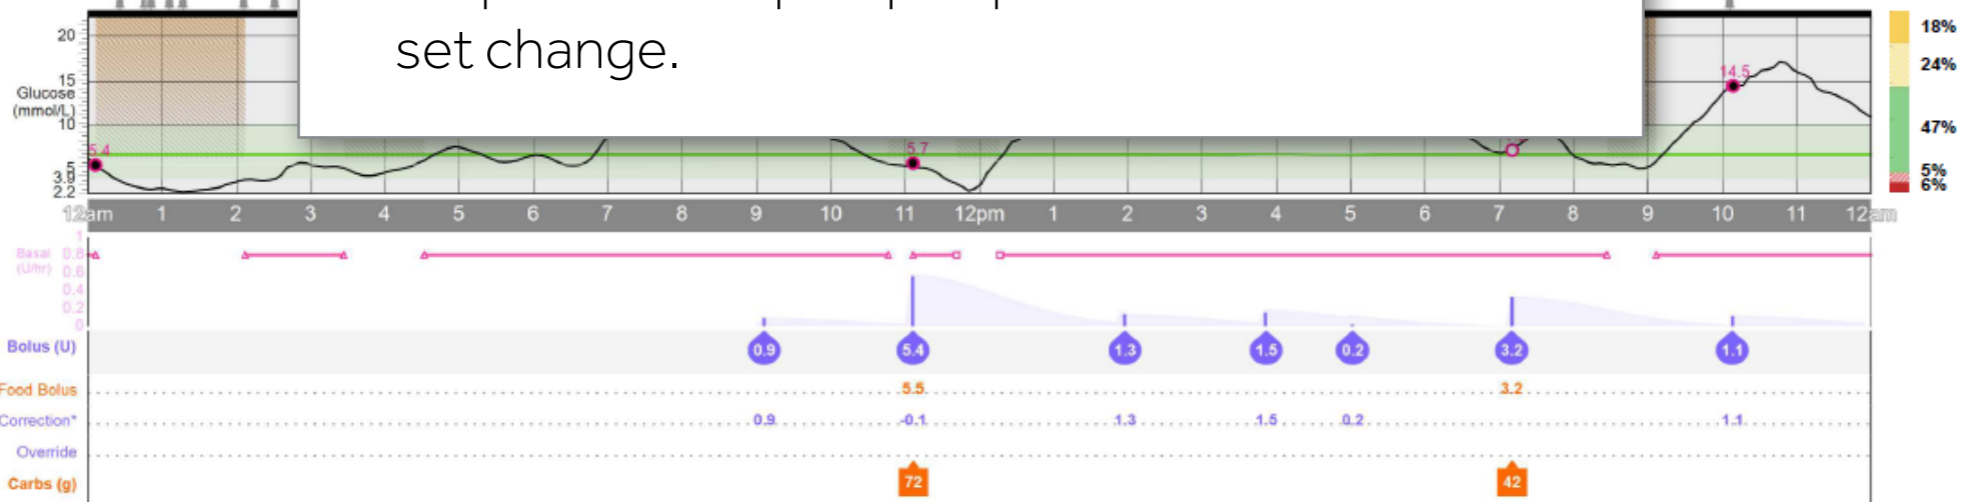 set change.
20
15
Glucose
(mmol/L)
10
5
3.9
2.2
5.4
5.7
14.5
18%
24%
47%
5%
6%
12am 1 2 3 4 5 6 7 8 9 10 11 12pm 1 2 3 4 5 6 7 8 9 10 11 12am
1
Basal 0.8
(U/hr) 0.6
0.4
0.2
0
Bolus (U) 0.9 5.4 1.3 1.5 0.2 3.2 1.1
Food Bolus 5.5 3.2
Correction* 0.9 -0.1 1.3 1.5 0.2 1.1
Override
Carbs (g) 72 42